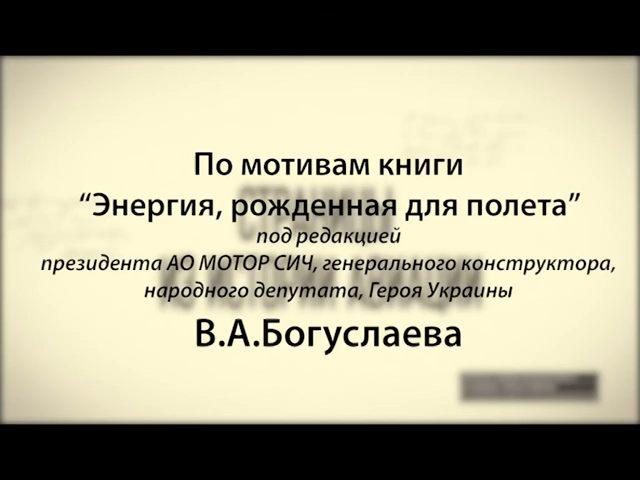 По мотивам книги
“Энергия, рожденная для полета”
под редакцией
президента АО МОТОР СИЧ, генерального конструктора,
народного депутата, Героя Украины
В.А.Богуслаева